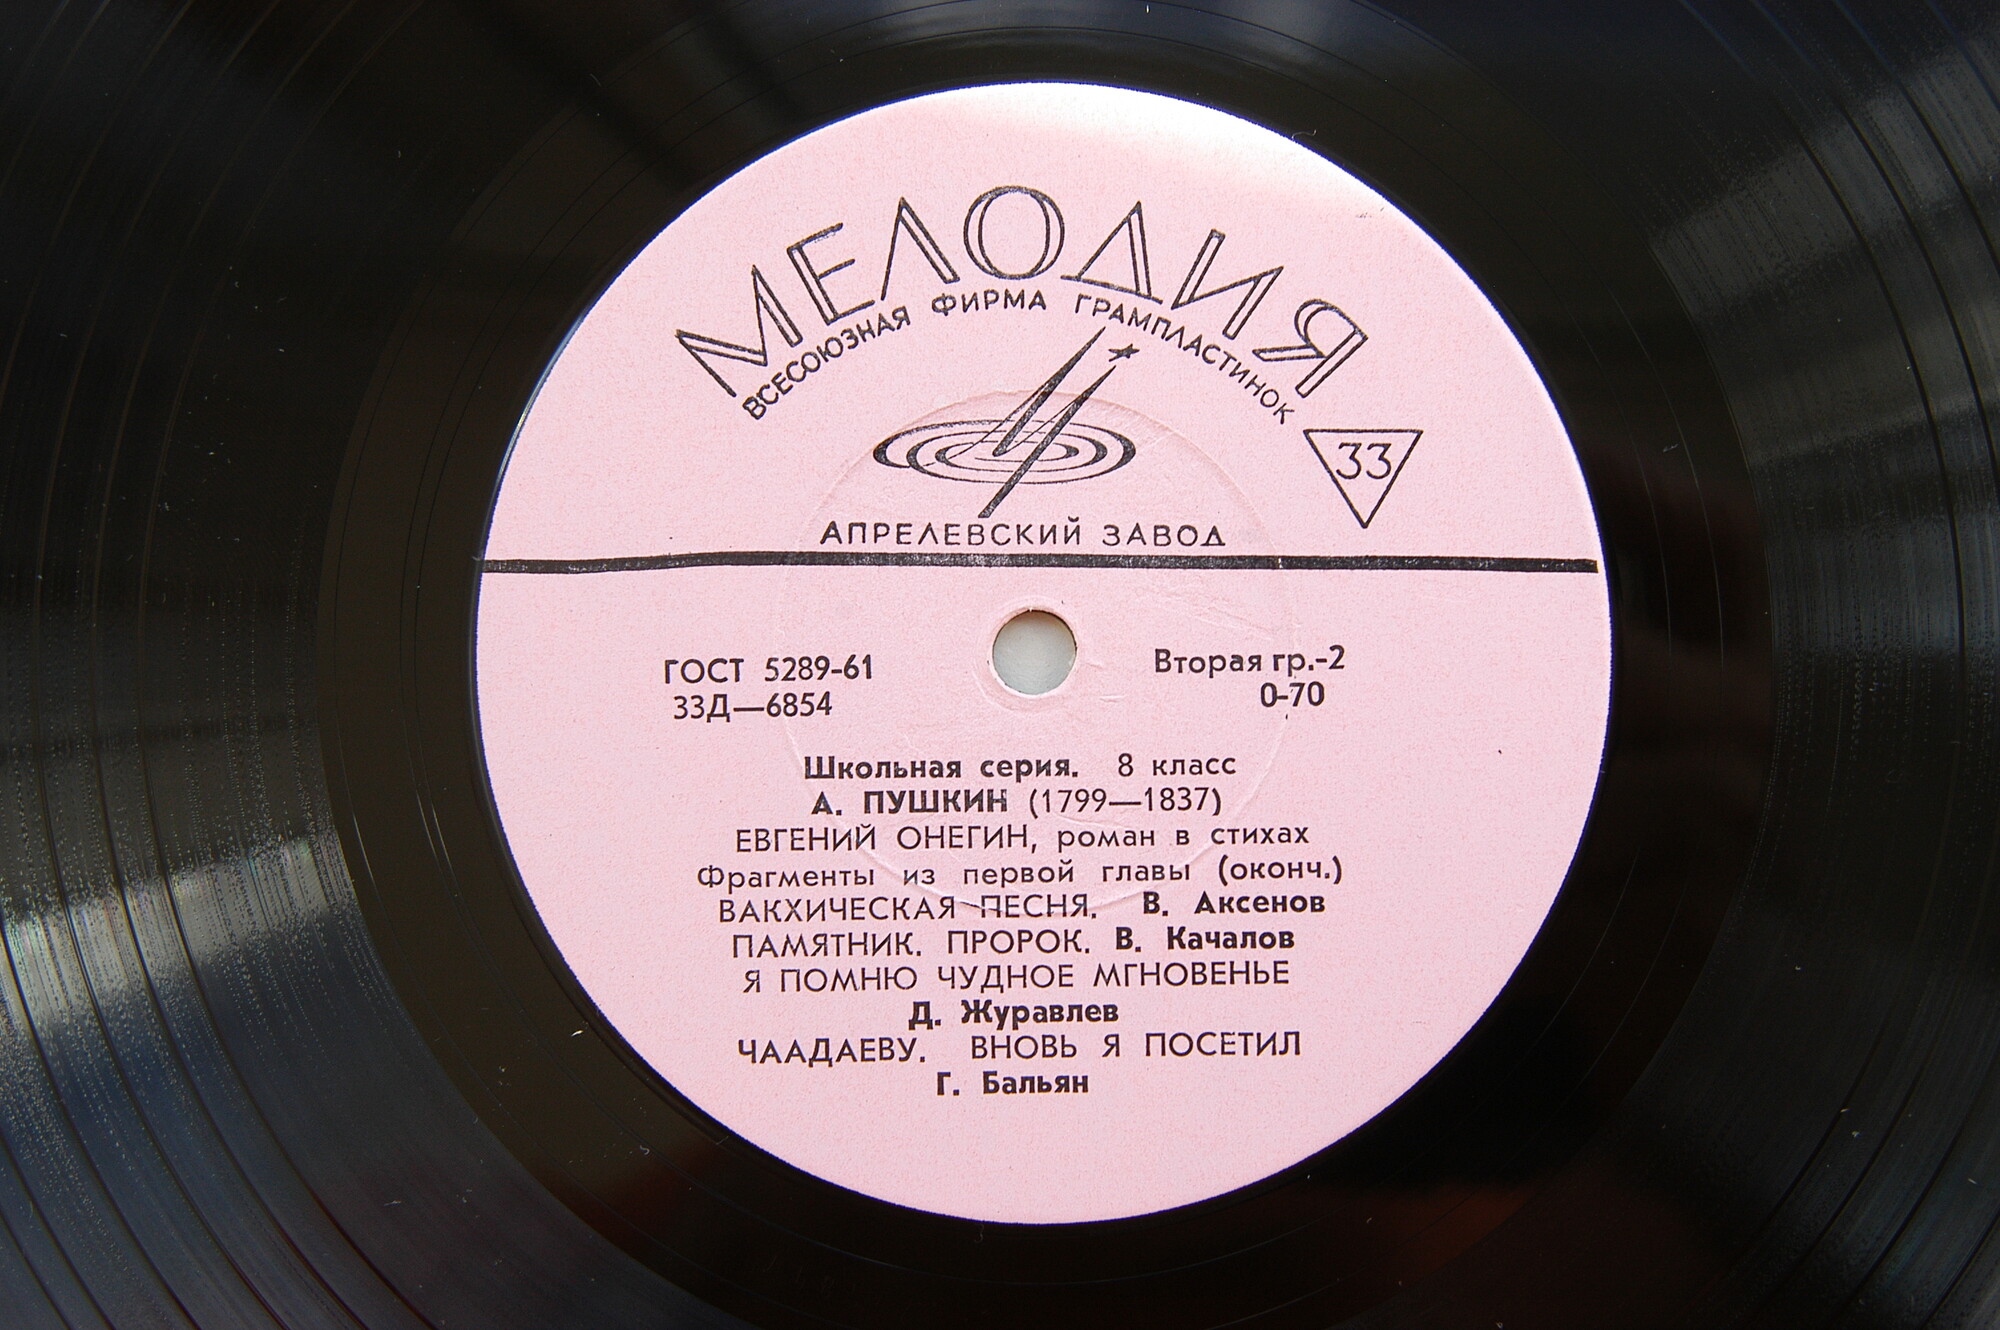 МЕЛОДИЯ
ВСЕСОЮЗНАЯ ФИРМА ГРАМПЛАСТИНОК
33
АПРЕЛЕВСКИЙ ЗАВОД
ГОСТ 5289-61
33Д—6854
Вторая гр.-2
0-70
Школьная серия. 8 класс
А. ПУШКИН (1799—1837)
ЕВГЕНИЙ ОНЕГИН, роман в стихах
Фрагменты из первой главы (оконч.)
ВАКХИЧЕСКАЯ ПЕСНЯ. В. Аксенов
ПАМЯТНИК. ПРОРОК. В. Качалов
Я ПОМНЮ ЧУДНОЕ МГНОВЕНЬЕ
Д. Журавлев
ЧААДАЕВУ. ВНОВЬ Я ПОСЕТИЛ
Г. Бальян